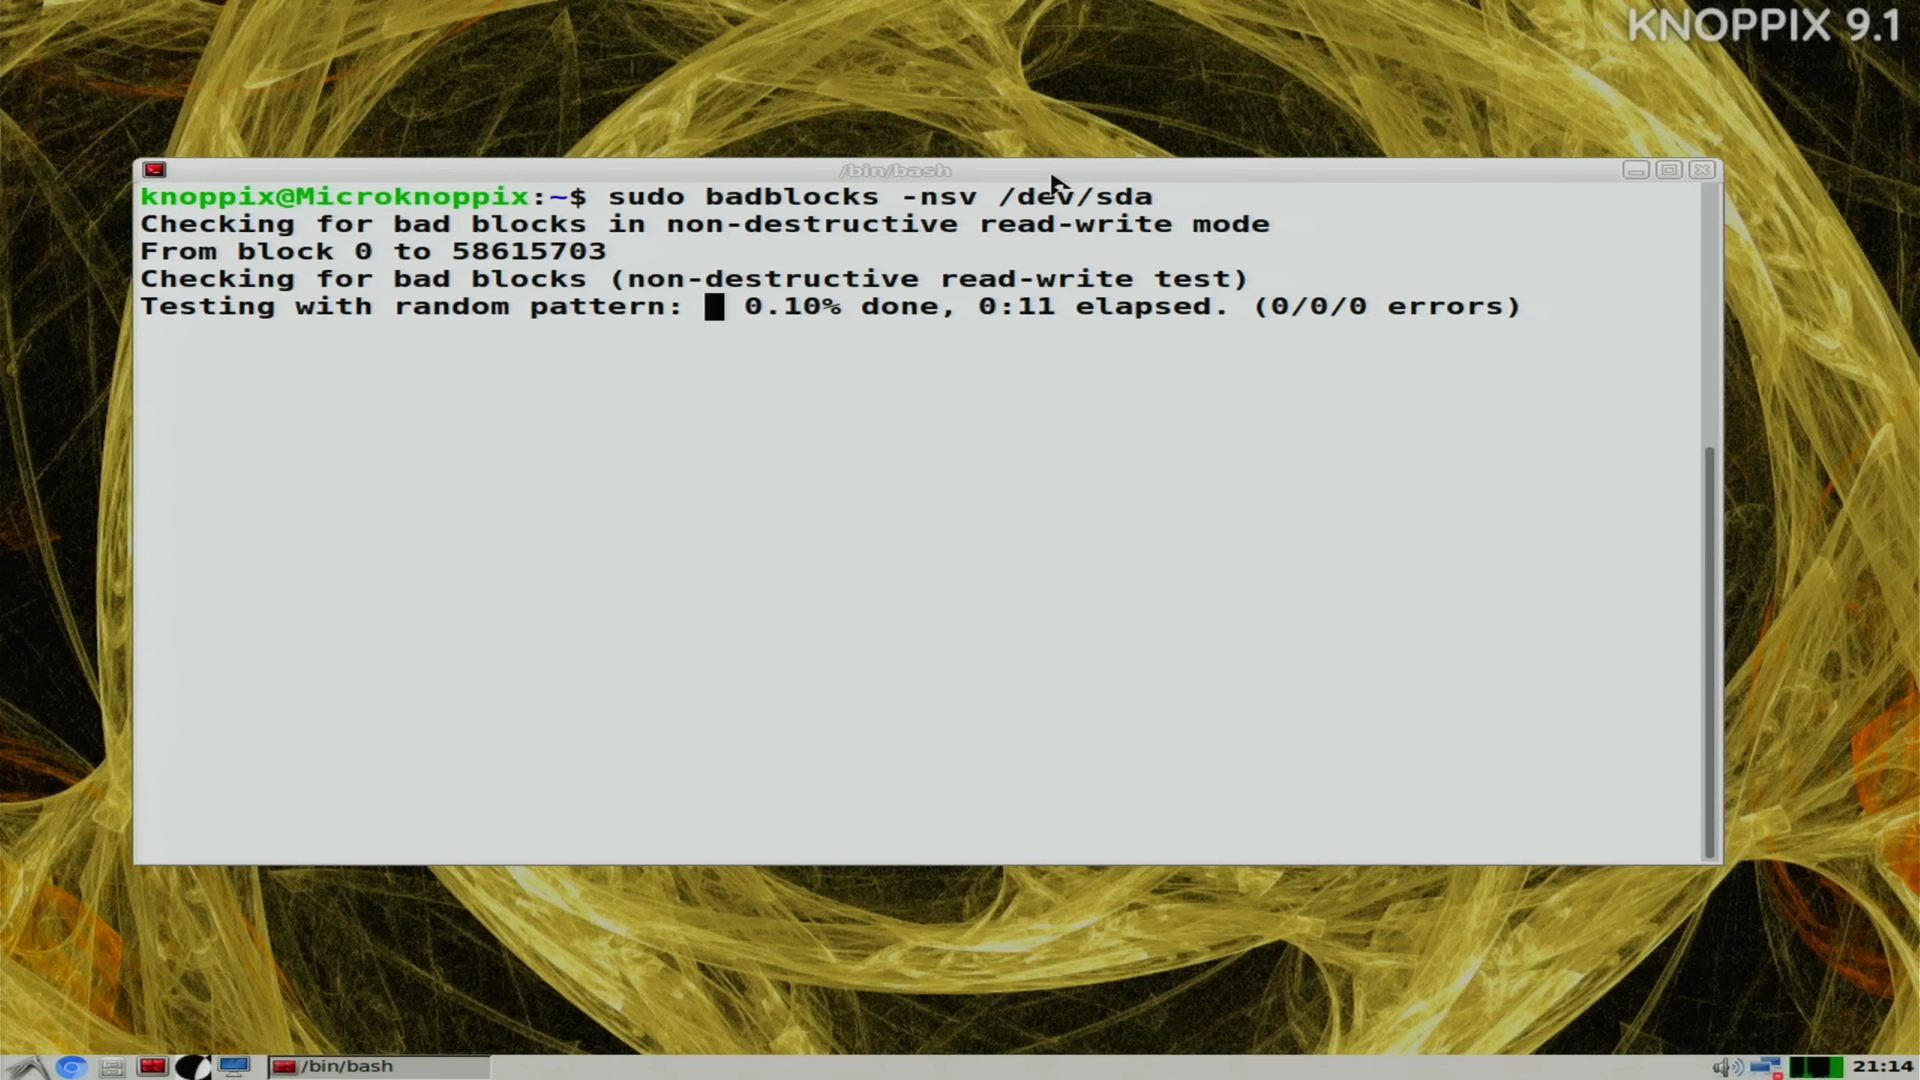 KNOPPIX 9.1
/bin/bash
knoppix@Microknoppix:~$ sudo badblocks -nsv /dev/sda
Checking for bad blocks in non-destructive read-write mode
From block 0 to 58615703
Checking for bad blocks (non-destructive read-write test)
Testing with random pattern: 0.10% done, 0:11 elapsed. (0/0/0 errors)
/bin/bash
21:14